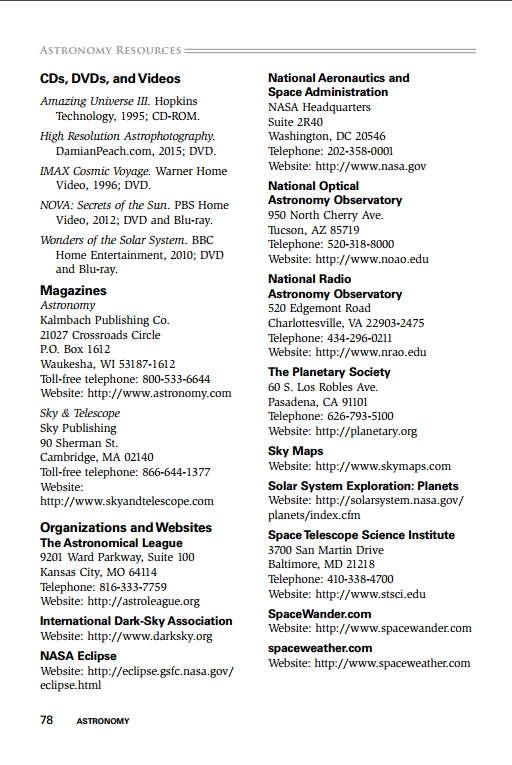 ASTRONOMY RESOURCES
CDs, DVDs, and Videos
Amazing Universe III. Hopkins
Technology, 1995; CD-ROM.
High Resolution Astrophotography.
DamianPeach.com, 2015; DVD.
IMAX Cosmic Voyage. Warner Home
Video, 1996; DVD.
NOVA: Secrets of the Sun. PBS Home
Video, 2012; DVD and Blu-ray.
Wonders of the Solar System. BBC
Home Entertainment, 2010; DVD
and Blu-ray.
Magazines
Astronomy
Kalmbach Publishing Co.
21027 Crossroads Circle
P.O. Box 1612
Waukesha, WI 53187-1612
Toll-free telephone: 800-533-6644
Website: http://www.astronomy.com
Sky & Telescope
Sky Publishing
90 Sherman St.
Cambridge, MA 02140
Toll-free telephone: 866-644-1377
Website:
http://www.skyandtelescope.com
Organizations and Websites
The Astronomical League
9201 Ward Parkway, Suite 100
Kansas City, MO 64114
Telephone: 816-333-7759
Website: http://astroleague.org
International Dark-Sky Association
Website: http://www.darksky.org
NASA Eclipse
Website: http://eclipse.gsfc.nasa.gov/
eclipse.html
National Aeronautics and
Space Administration
NASA Headquarters
Suite 2R40
Washington, DC 20546
Telephone: 202-358-0001
Website: http://www.nasa.gov
National Optical
Astronomy Observatory
950 North Cherry Ave.
Tucson, AZ 85719
Telephone: 520-318-8000
Website: http://www.noao.edu
National Radio
Astronomy Observatory
520 Edgemont Road
Charlottesville, VA 22903-2475
Telephone: 434-296-0211
Website: http://www.nrao.edu
The Planetary Society
60 S. Los Robles Ave.
Pasadena, CA 91101
Telephone: 626-793-5100
Website: http://planetary.org
Sky Maps
Website: http://www.skymaps.com
Solar System Exploration: Planets
Website: http://solarsystem.nasa.gov/
planets/index.cfm
Space Telescope Science Institute
3700 San Martin Drive
Baltimore, MD 21218
Telephone: 410-338-4700
Website: http://www.stsci.edu
SpaceWander.com
Website: http://www.spacewander.com
spaceweather.com
Website: http://www.spaceweather.com
78 ASTRONOMY